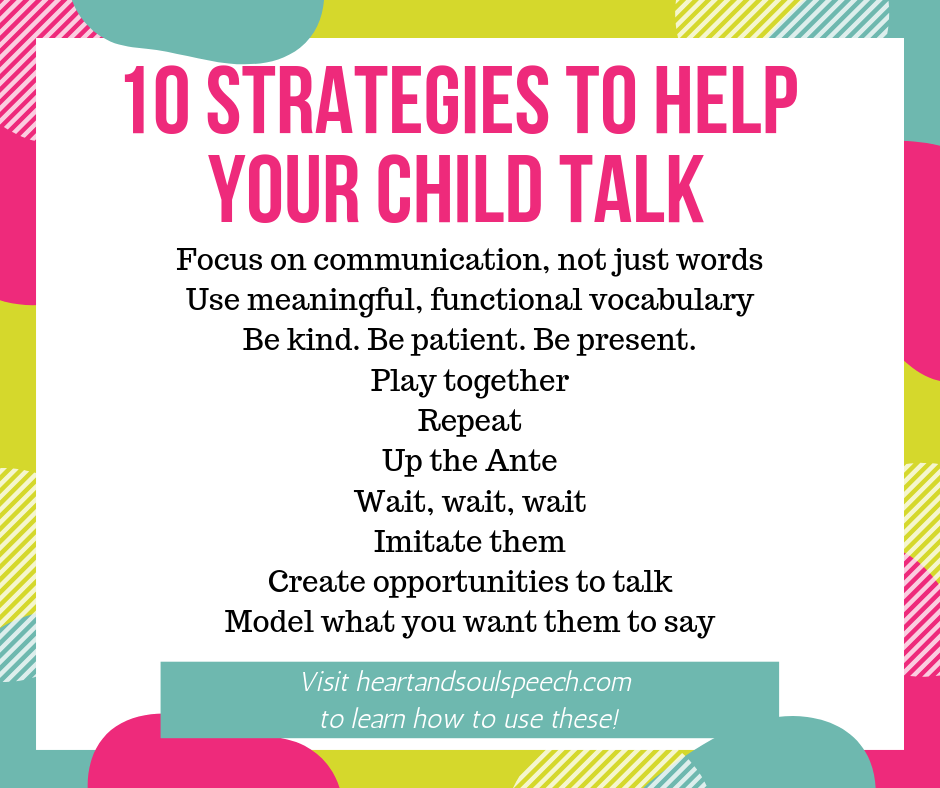 10 STRATEGIES TO HELP
YOUR CHILD TALK
Focus on communication, not just words
Use meaningful, functional vocabulary
Be kind. Be patient. Be present.
Play together
Repeat
Up the Ante
Wait, wait, wait
Imitate them
Create opportunities to talk
Model what you want them to say
Visit heartandsoulspeech.com
to learn how to use these!